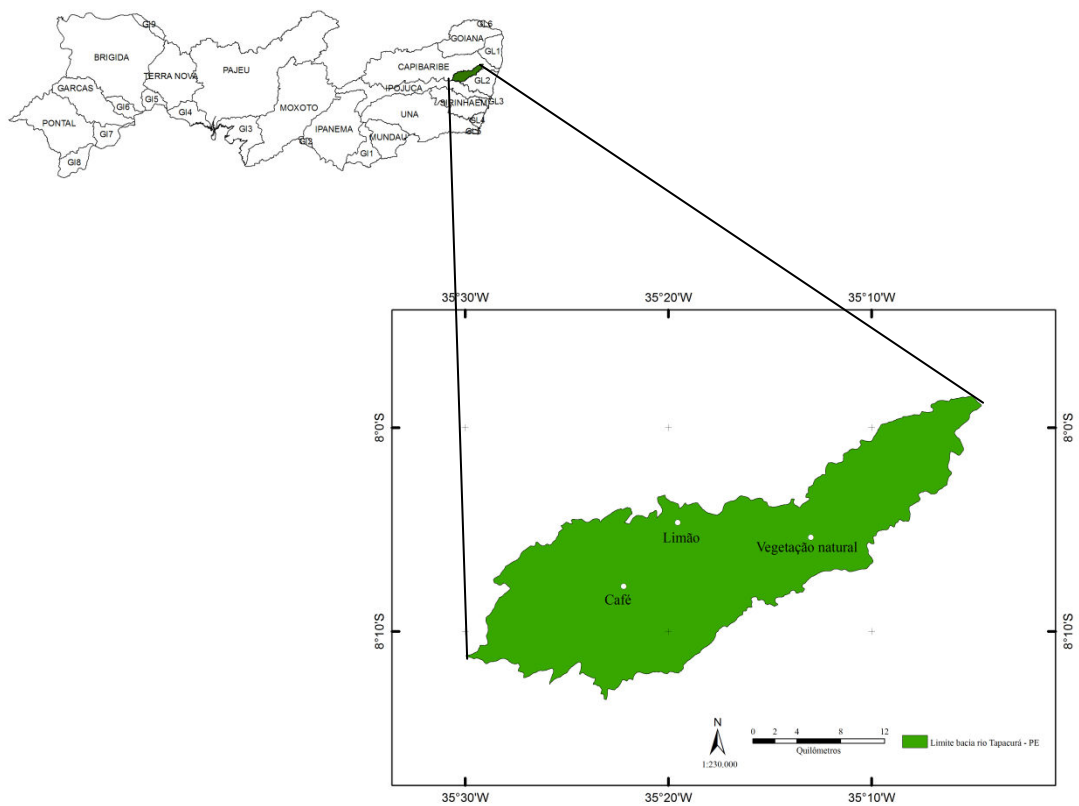 GI9
GL6
GOIANA
GL1
BRIGIDA
CAPIBARIBE
TERRA NOVA
PAJEU
GL2
GARCAS
IPOJUCA
MOXOTO
GI5
GI6
SIRINHAEM
GL3
GI4
UNA
PONTAL
GL4
GI3
IPANEMA
GL5
GI7
MUNDAU
GI2
GI1
GI8
35°30'W
35°20'W
35°10'W
8°0'S
8°0'S
Limão
Vegetação natural
Café
8°10'S
8°10'S
N
0 2 4 8 12
Quilômetros
1:230,000
Limite bacia rio Tapacurá - PE
35°30'W
35°20'W
35°10'W